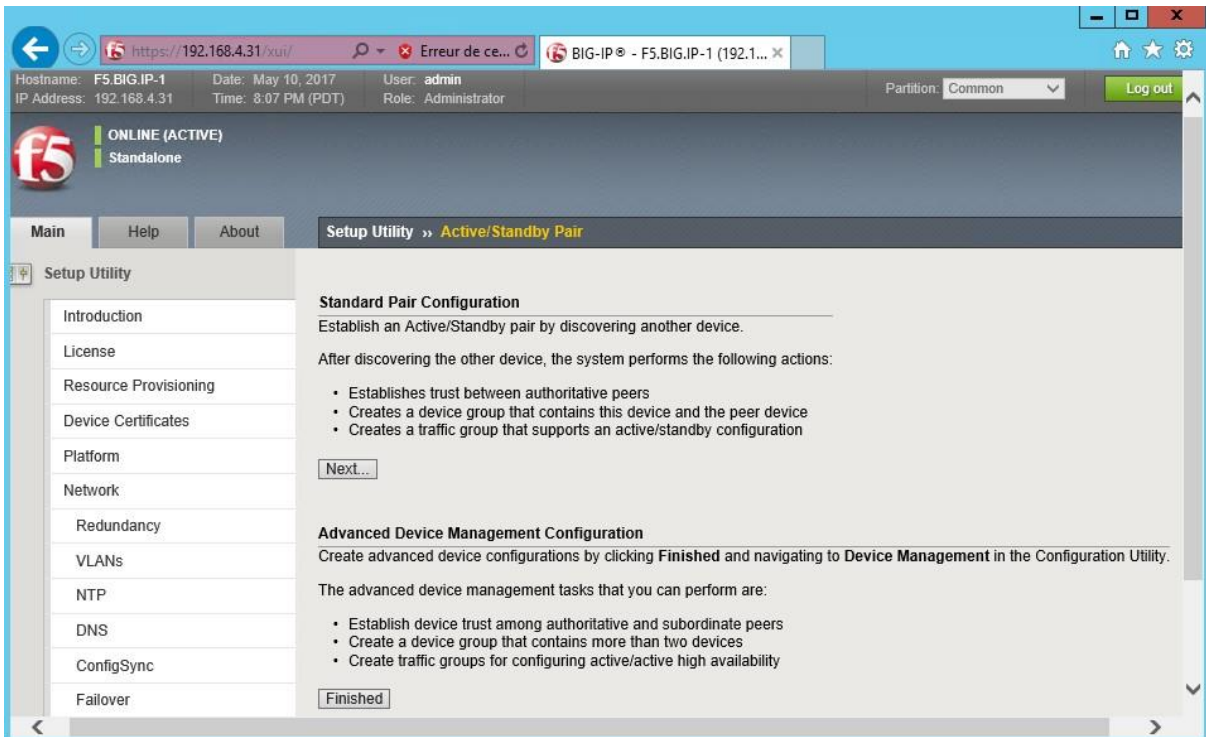 https://192.168.4.31/xui/ Erreur de ce... BIG-IP® - F5.BIG.IP-1 (192.1...
Hostname: F5.BIG.IP-1 Date: May 10, 2017 User: admin
IP Address: 192.168.4.31 Time: 8:07 PM (PDT) Role: Administrator
Partition: Common Log out
f5
ONLINE (ACTIVE)
Standalone
Main Help About
Setup Utility ›› Active/Standby Pair
Setup Utility
Introduction
License
Resource Provisioning
Device Certificates
Platform
Network
Redundancy
VLANs
NTP
DNS
ConfigSync
Failover
Standard Pair Configuration
Establish an Active/Standby pair by discovering another device.
After discovering the other device, the system performs the following actions:
• Establishes trust between authoritative peers
• Creates a device group that contains this device and the peer device
• Creates a traffic group that supports an active/standby configuration
Next...
Advanced Device Management Configuration
Create advanced device configurations by clicking Finished and navigating to Device Management in the Configuration Utility.
The advanced device management tasks that you can perform are:
• Establish device trust among authoritative and subordinate peers
• Create a device group that contains more than two devices
• Create traffic groups for configuring active/active high availability
Finished